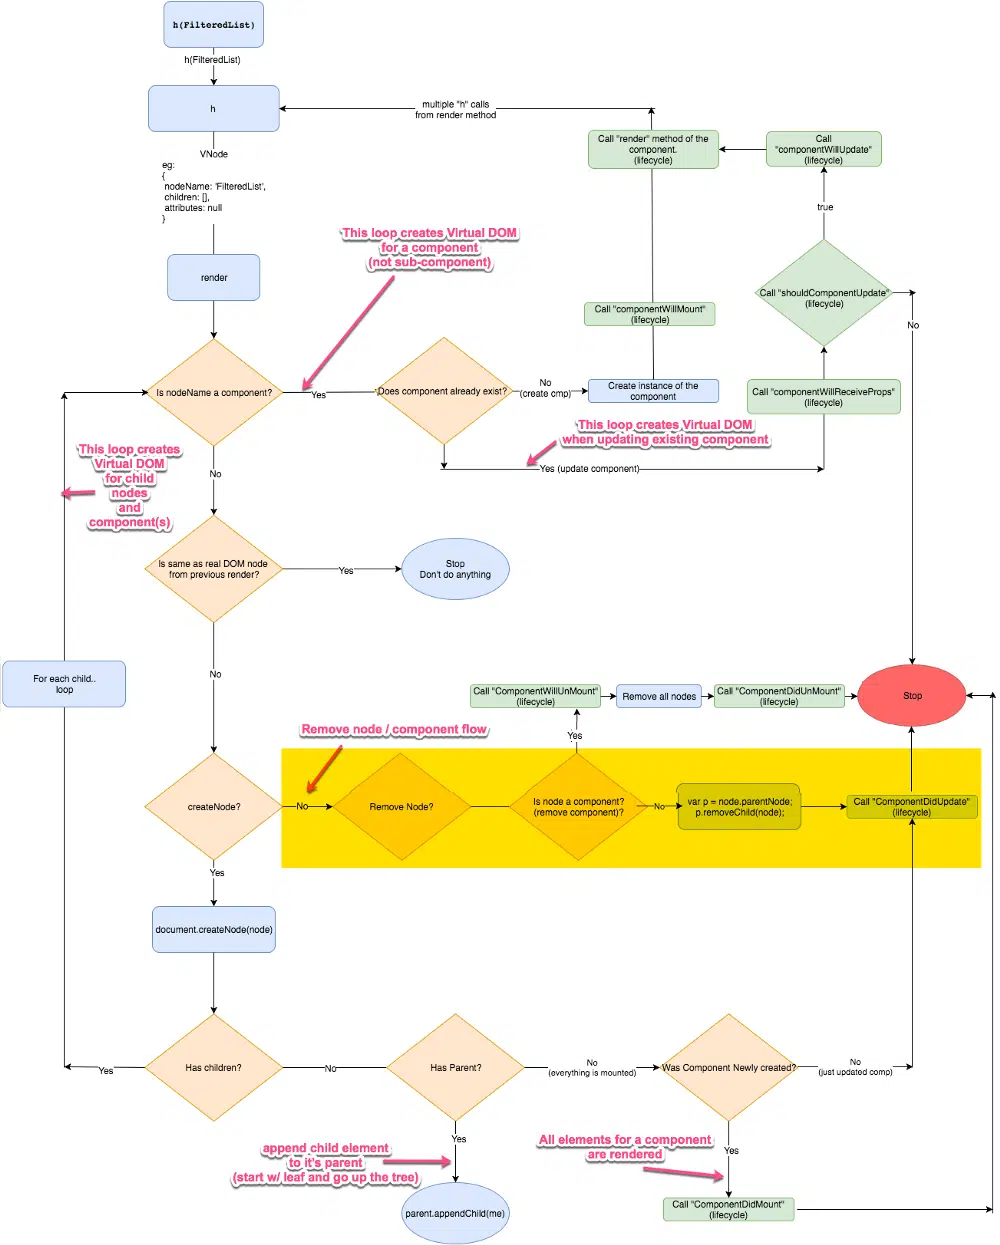 h(FilteredList)
h(FilteredList)
h
multiple "h" calls
from render method
Call "render" method of the
component.
(lifecycle)
Call
"componentWillUpdate"
(lifecycle)
VNode
eg:
{
nodeName: 'FilteredList',
children: [],
attributes: null
}
true
This loop creates Virtual DOM
for a component
(not sub-component)
render
Call "shouldComponentUpdate"
(lifecycle)
Call "componentWillMount"
(lifecycle)
No
Is nodeName a component?
Yes
Does component already exist?
No
(create cmp)
Create instance of the
component
Call "componentWillReceiveProps"
(lifecycle)
This loop creates Virtual DOM
when updating existing component
Yes (update component)
This loop creates
Virtual DOM
for child
nodes
and
component(s)
No
Is same as real DOM node
from previous render?
Yes
Stop
Don't do anything
No
For each child..
loop
Call "ComponentWillUnMount"
(lifecycle)
Remove all nodes
Call "ComponentDidUnMount"
(lifecycle)
Stop
Remove node / component flow
Yes
createNode?
No
Remove Node?
Is node a component?
(remove component)?
No
var p = node.parentNode;
p.removeChild(node);
Call "ComponentDidUpdate"
(lifecycle)
Yes
document.createNode(node)
Yes
Has children?
No
Has Parent?
No
(everything is mounted)
Was Component Newly created?
No
(just updated comp)
Yes
append child element
to it's parent
(start w/ leaf and go up the tree)
All elements for a component
are rendered
Yes
parent.appendChild(me)
Call "ComponentDidMount"
(lifecycle)